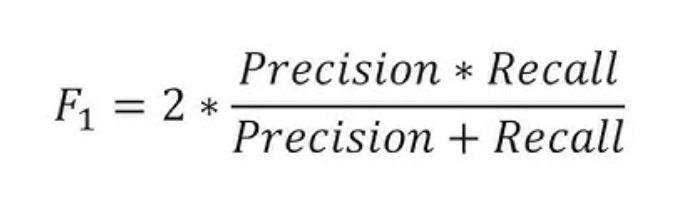 F₁ = 2 * Precision * Recall
Precision + Recall